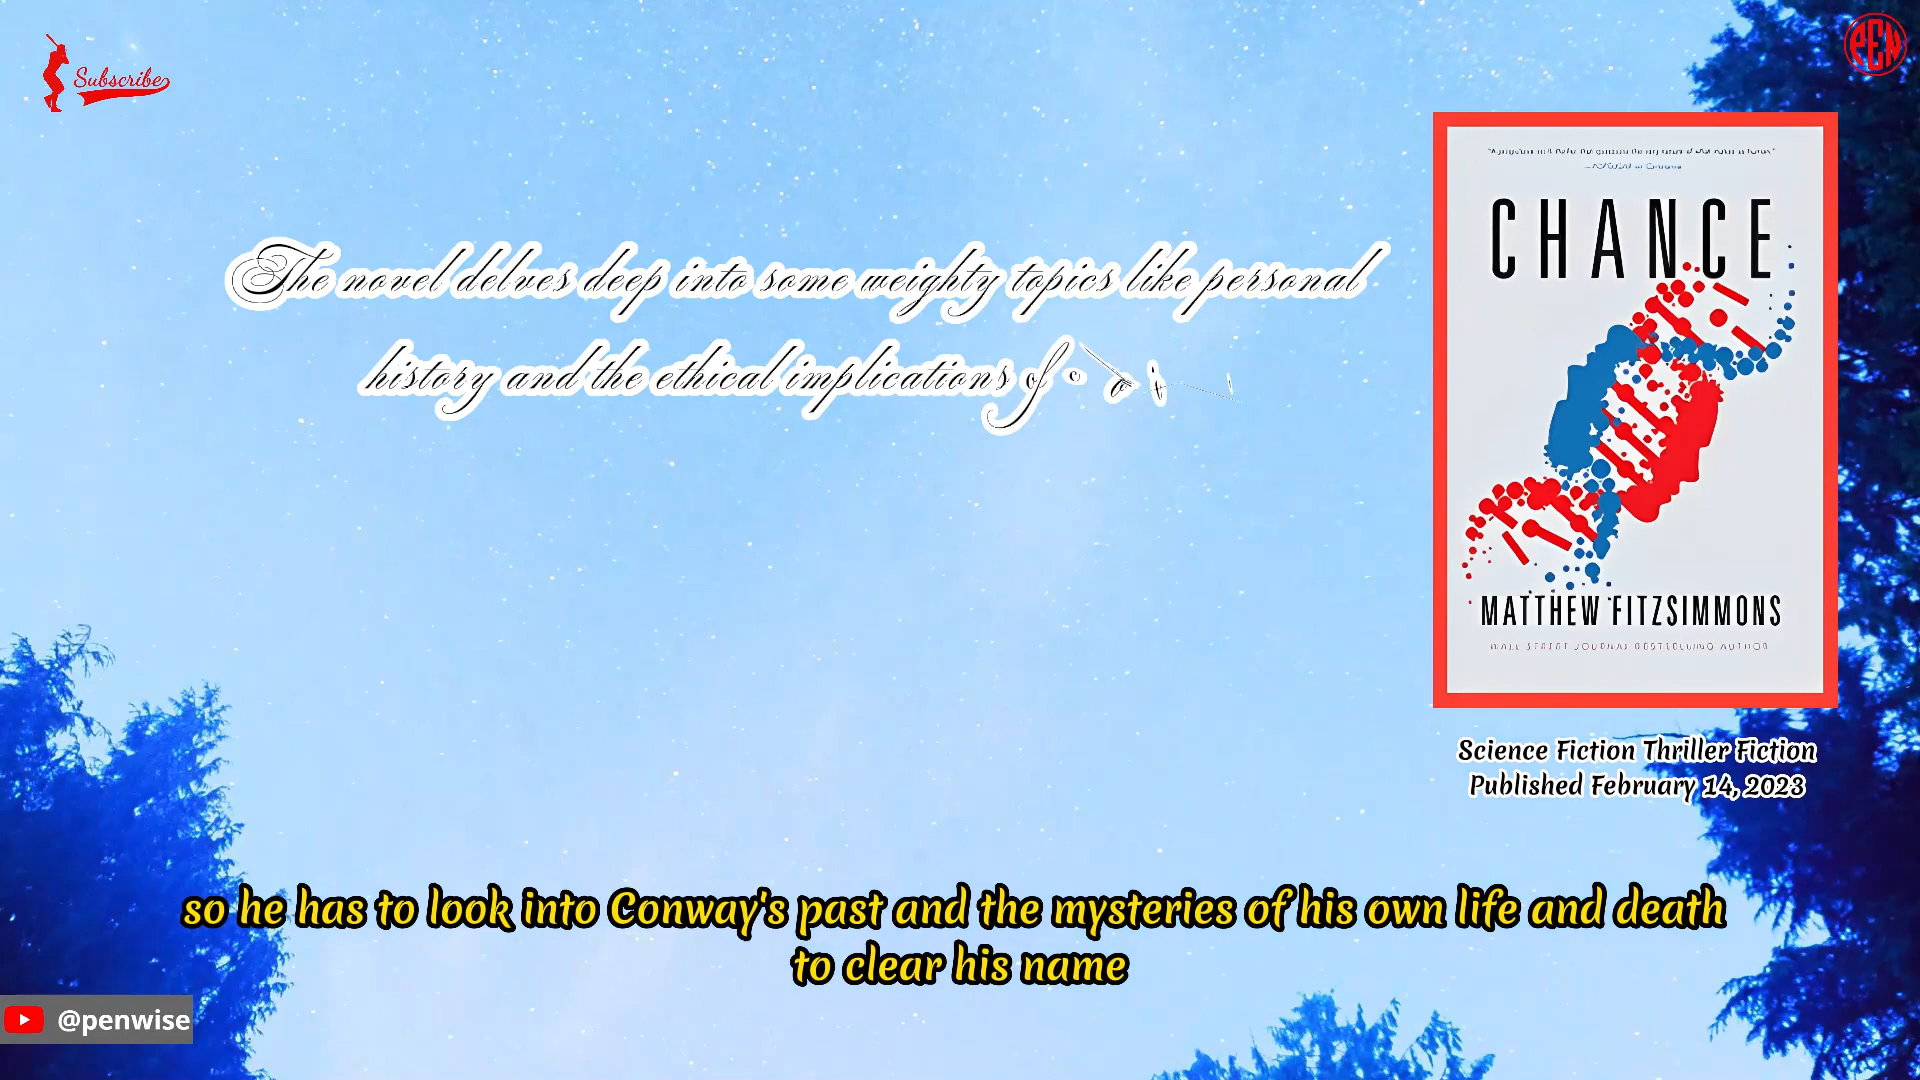 Subscribe
PEN
The novel delves deep into some weighty topics like personal
history and the ethical implications of
CHANCE
MATTHEW FITZSIMMONS
WALL STREET JOURNAL BESTSELLING AUTHOR
Science Fiction Thriller Fiction
Published February 14, 2023
so he has to look into Conway's past and the mysteries of his own life and death
to clear his name
@penwise